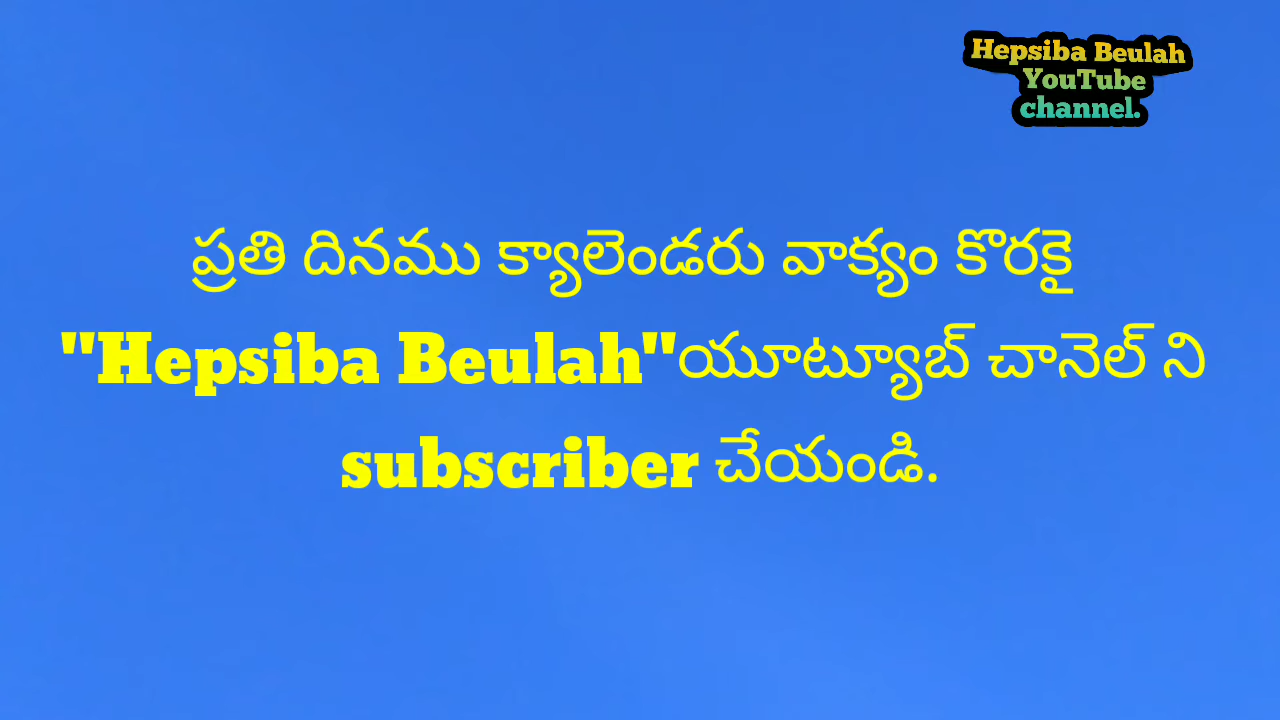 Hepsiba Beulah
YouTube
channel.
ప్రతి దినము క్యాలెండరు వాక్యం కొరకై
"Hepsiba Beulah"యూట్యూబ్ చానెల్ ని
subscriber చేయండి.